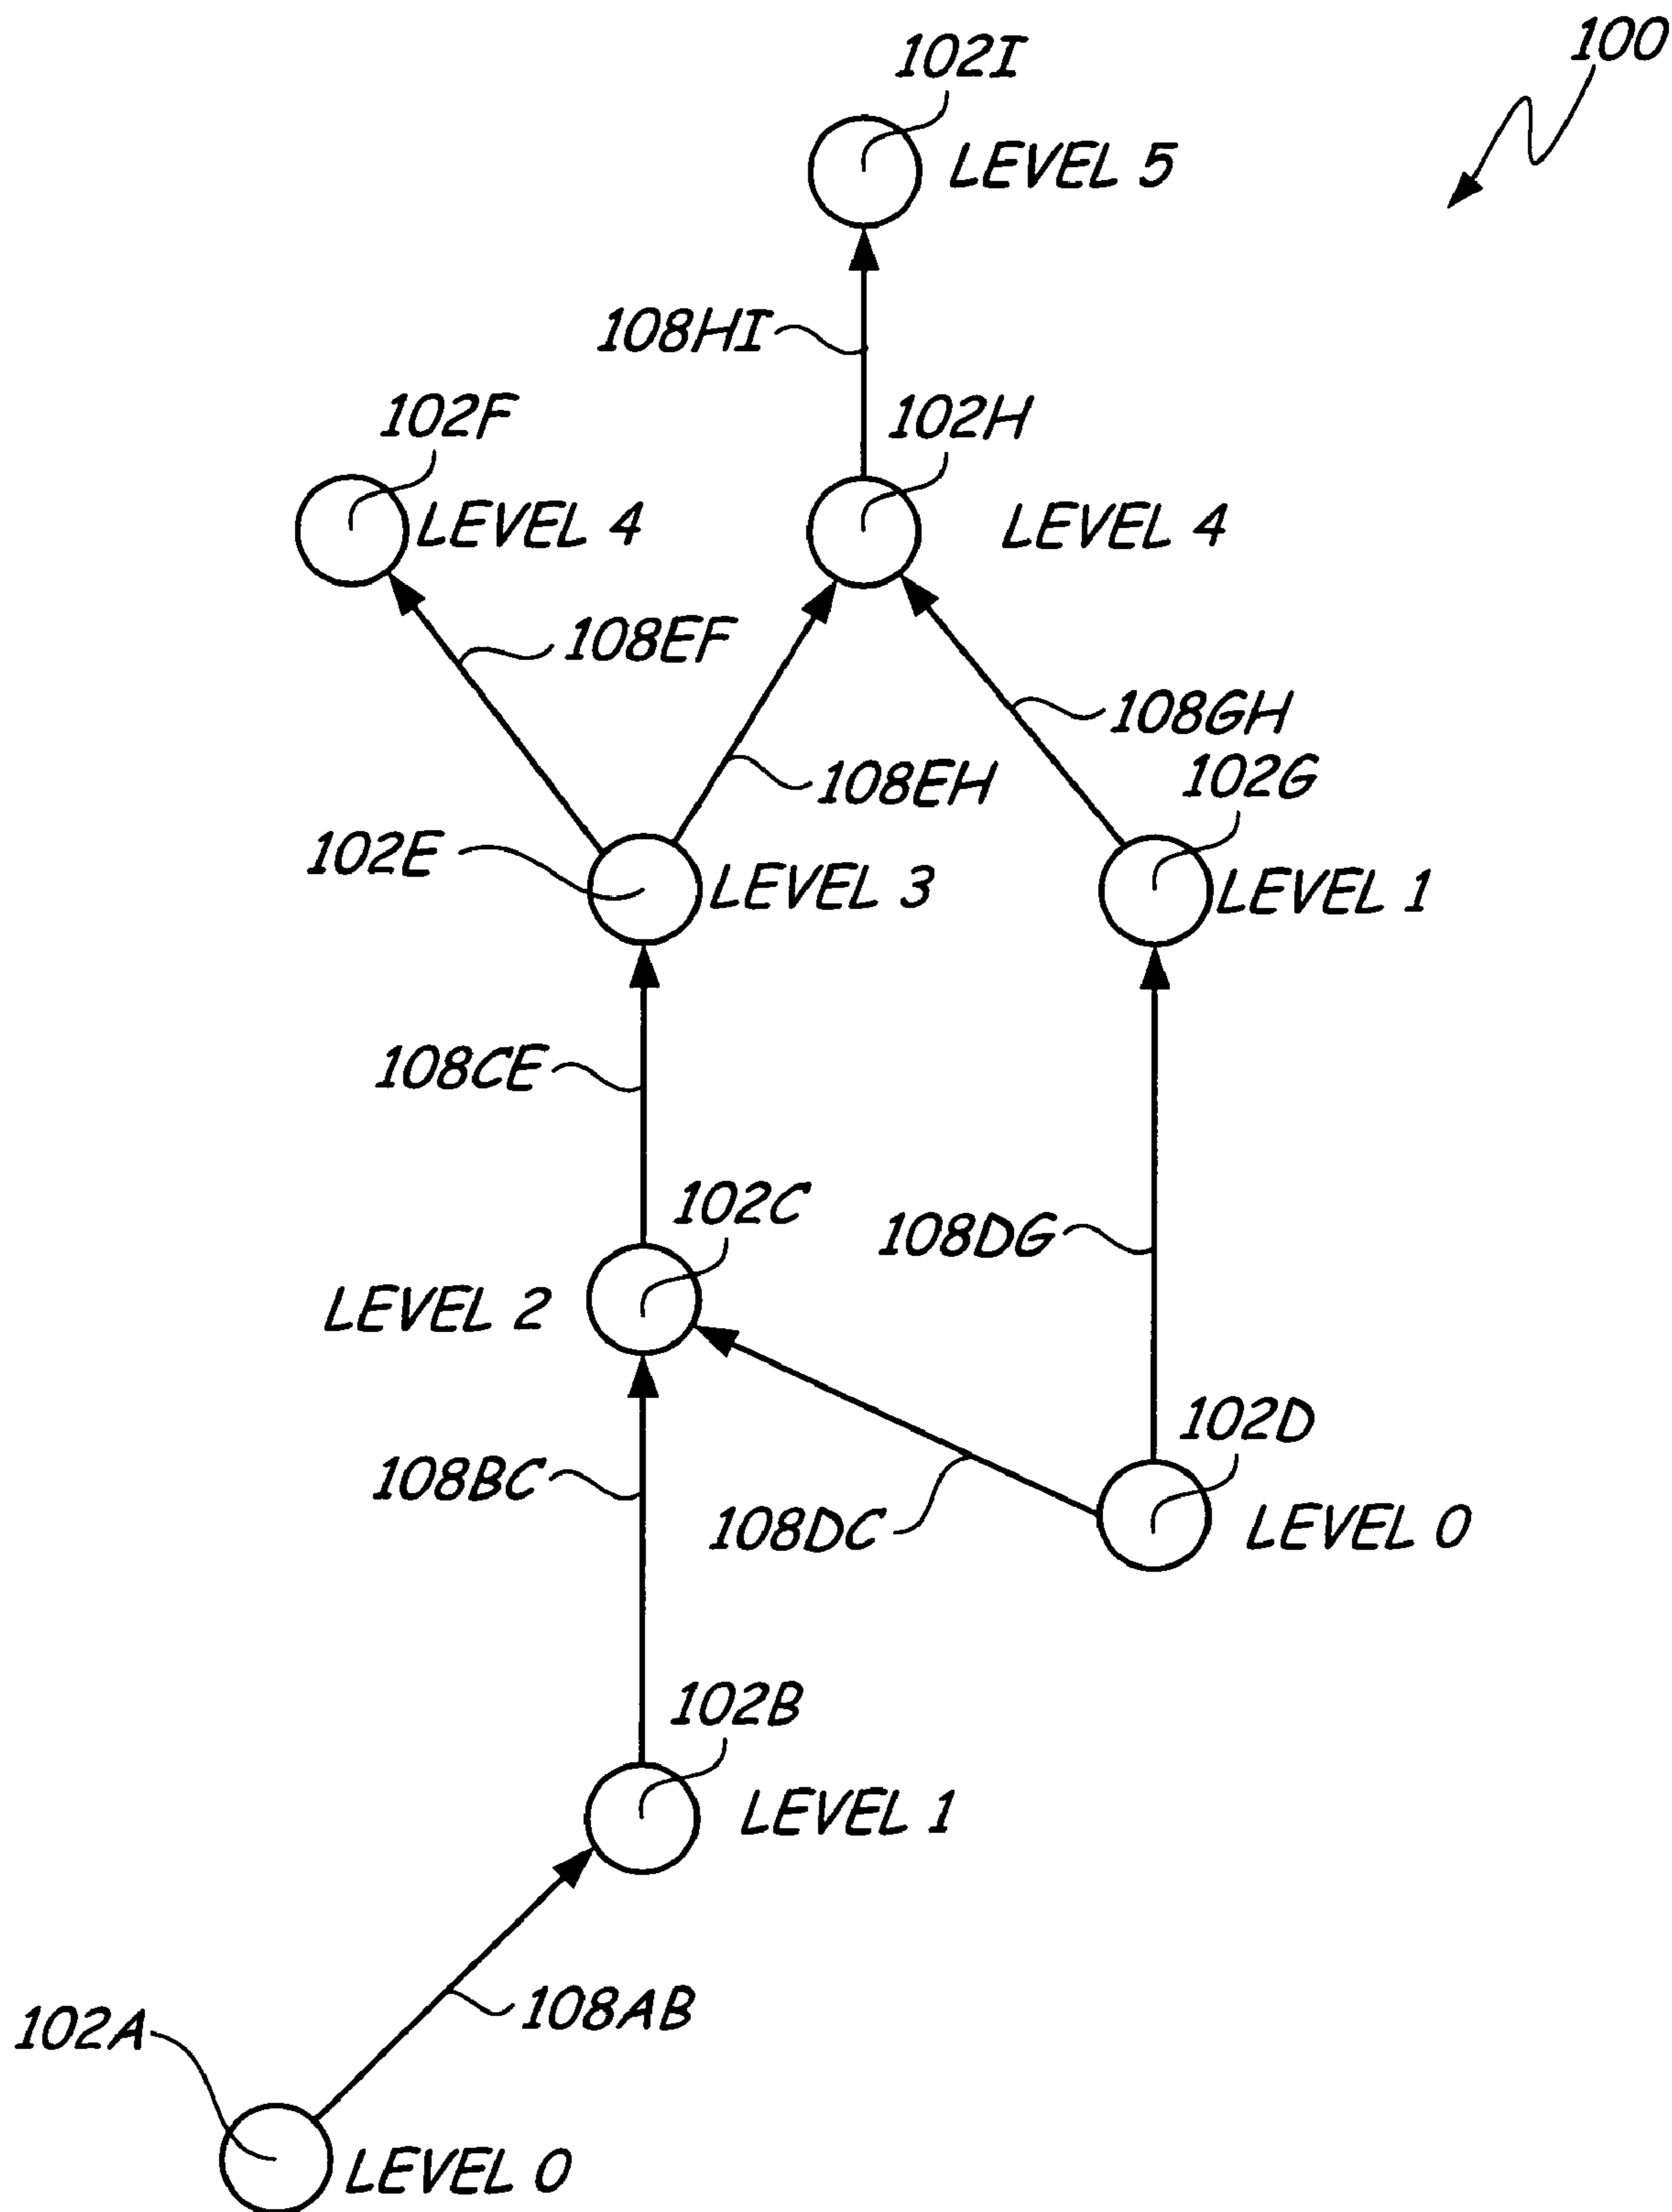 100
102I
LEVEL 5
108HI
102F
102H
LEVEL 4
LEVEL 4
108EF
108GH
108EH
102G
102E
LEVEL 3
LEVEL 1
108CE
102C
108DG
LEVEL 2
102D
108BC
108DC
LEVEL 0
102B
LEVEL 1
108AB
102A
LEVEL 0